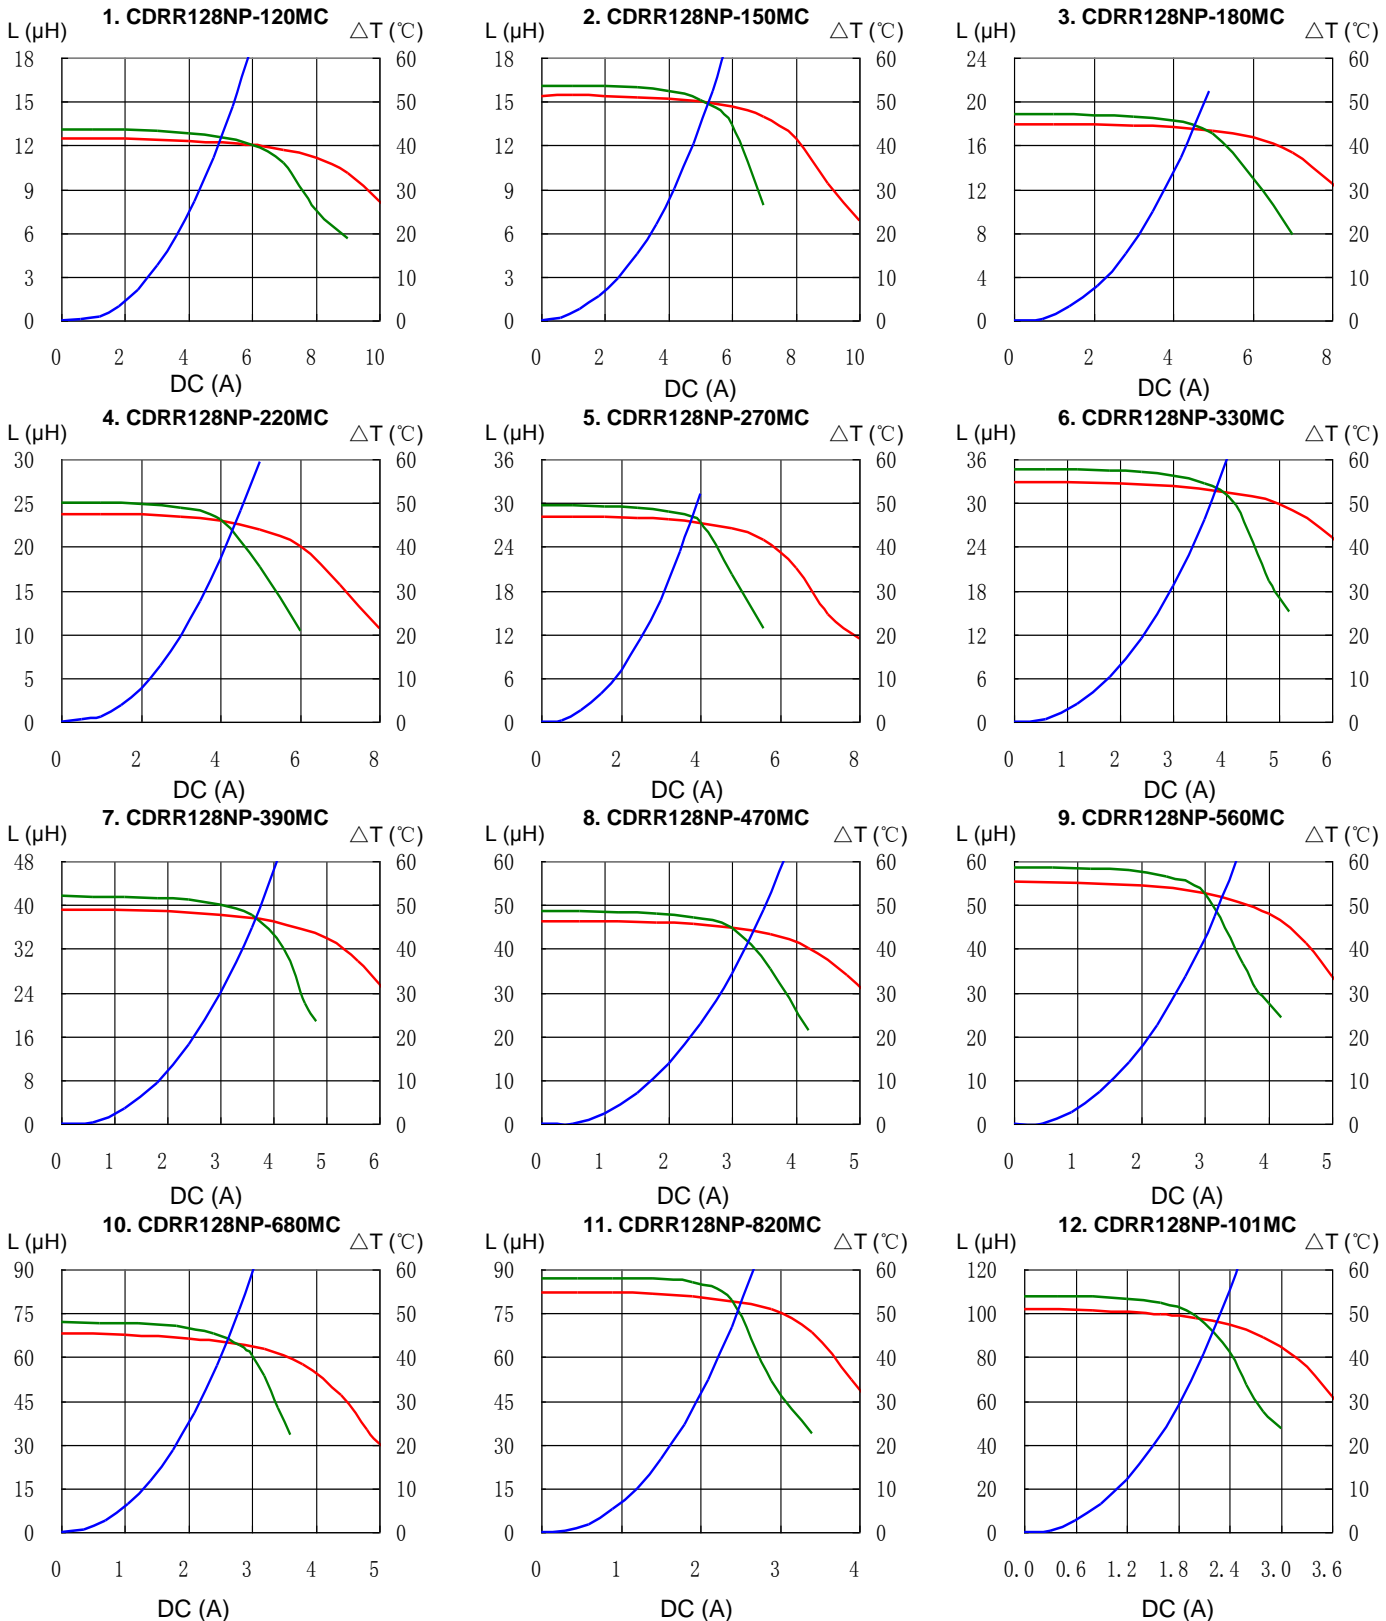 1. CDRR128NP-120MC
L (μH) △T (℃)
18 60
15 50
12 40
9 30
6 20
3 10
0 0
0 2 4 6 8 10
DC (A)
2. CDRR128NP-150MC
L (μH) △T (℃)
18 60
15 50
12 40
9 30
6 20
3 10
0 0
0 2 4 6 8 10
DC (A)
3. CDRR128NP-180MC
L (μH) △T (℃)
24 60
20 50
16 40
12 30
8 20
4 10
0 0
0 2 4 6 8
DC (A)
4. CDRR128NP-220MC
L (μH) △T (℃)
30 60
25 50
20 40
15 30
10 20
5 10
0 0
0 2 4 6 8
DC (A)
5. CDRR128NP-270MC
L (μH) △T (℃)
36 60
30 50
24 40
18 30
12 20
6 10
0 0
0 2 4 6 8
DC (A)
6. CDRR128NP-330MC
L (μH) △T (℃)
36 60
30 50
24 40
18 30
12 20
6 10
0 0
0 1 2 3 4 5 6
DC (A)
7. CDRR128NP-390MC
L (μH) △T (℃)
48 60
40 50
32 40
24 30
16 20
8 10
0 0
0 1 2 3 4 5 6
DC (A)
8. CDRR128NP-470MC
L (μH) △T (℃)
60 60
50 50
40 40
30 30
20 20
10 10
0 0
0 1 2 3 4 5
DC (A)
9. CDRR128NP-560MC
L (μH) △T (℃)
60 60
50 50
40 40
30 30
20 20
10 10
0 0
0 1 2 3 4 5
DC (A)
10. CDRR128NP-680MC
L (μH) △T (℃)
90 60
75 50
60 40
45 30
30 20
15 10
0 0
0 1 2 3 4 5
DC (A)
11. CDRR128NP-820MC
L (μH) △T (℃)
90 60
75 50
60 40
45 30
30 20
15 10
0 0
0 1 2 3 4
DC (A)
12. CDRR128NP-101MC
L (μH) △T (℃)
120 60
100 50
80 40
60 30
40 20
20 10
0 0
0.0 0.6 1.2 1.8 2.4 3.0 3.6
DC (A)